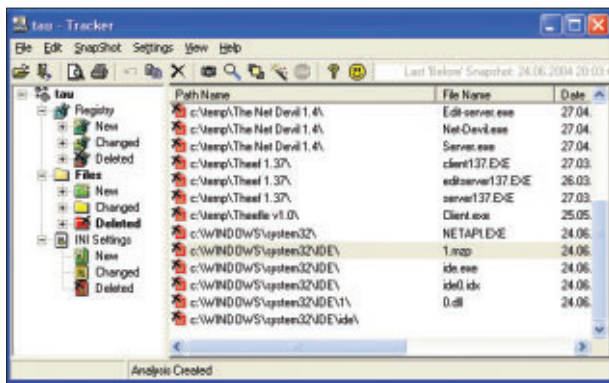 tau - Tracker
File Edit SnapShot Settings View Help
Last 'Below' Snapshot: 24.06.2004 20:03:
tau
Registry
New
Changed
Deleted
Files
New
Changed
Deleted
INI Settings
New
Changed
Deleted
Path Name File Name Date
c:\temp\The Net Devil 1.4\ Edit-server.exe 27.04.
c:\temp\The Net Devil 1.4\ Net-Devil.exe 27.04.
c:\temp\The Net Devil 1.4\ Server.exe 27.04.
c:\temp\Theef 1.37\ client137.EXE 27.03.
c:\temp\Theef 1.37\ editserver137.EXE 26.03.
c:\temp\Theef 1.37\ server137.EXE 27.03.
c:\temp\Theefle v1.0\ Client.exe 25.05.
c:\WINDOWS\system32\ NETAPI.EXE 24.06.
c:\WINDOWS\system32\IDE\ 1.mzp 24.06.
c:\WINDOWS\system32\IDE\ ide.exe 24.06.
c:\WINDOWS\system32\IDE\ ide0.idx 24.06.
c:\WINDOWS\system32\IDE\1\ 0.dll 24.06.
c:\WINDOWS\system32\IDE\ide\
Analysis Created